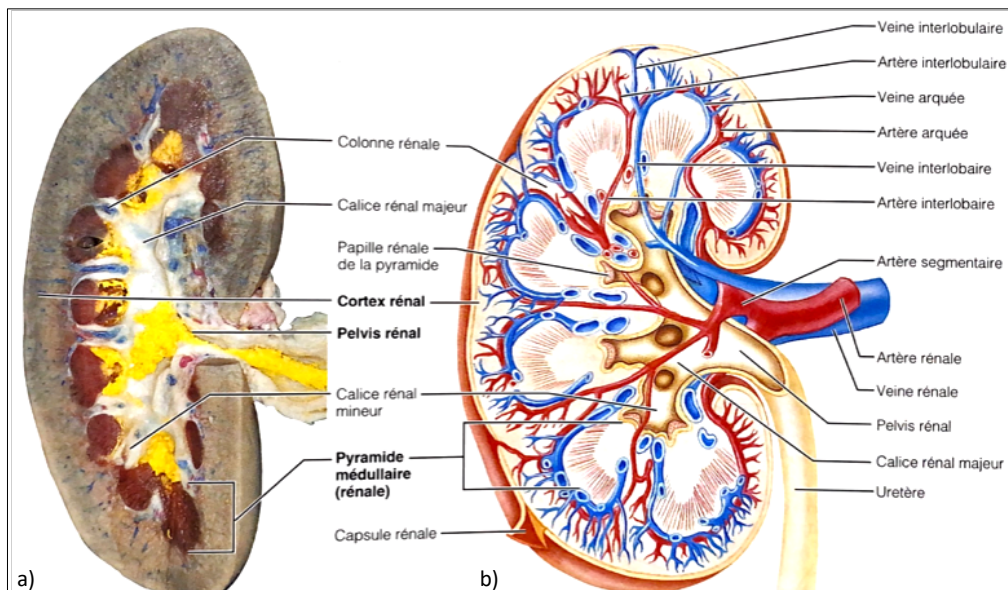 Colonne rénale
Calice rénal majeur
Papille rénale
de la pyramide
Cortex rénal
Pelvis rénal
Calice rénal
mineur
Pyramide
médullaire
(rénale)
Capsule rénale
a)
b)
Veine interlobulaire
Artère interlobulaire
Veine arquée
Artère arquée
Veine interlobaire
Artère interlobaire
Artère segmentaire
Artère rénale
Veine rénale
Pelvis rénal
Calice rénal majeur
Uretère